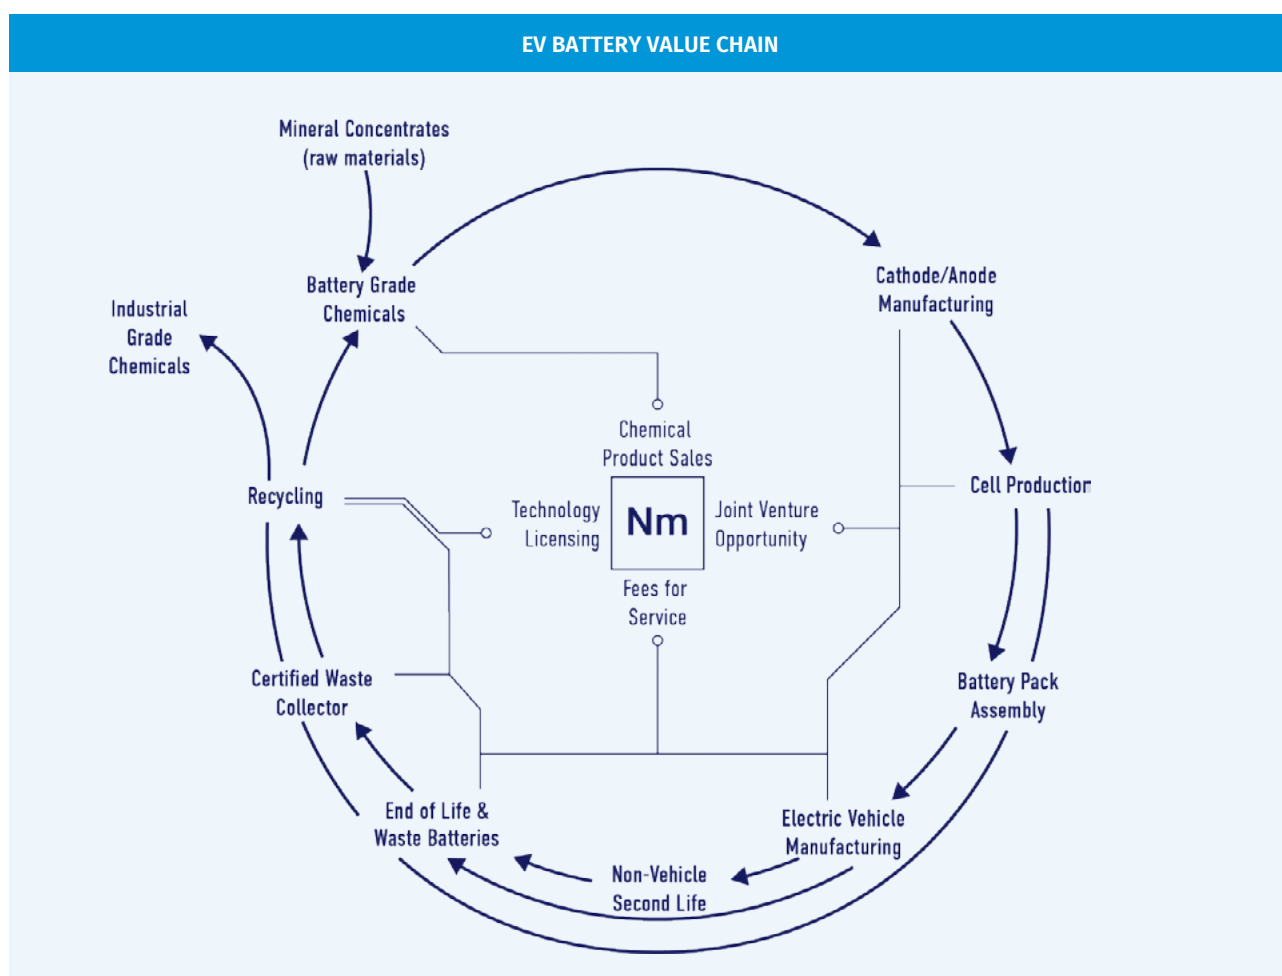 EV BATTERY VALUE CHAIN
Mineral Concentrates
(raw materials)
Battery Grade
Chemicals
Industrial
Grade
Chemicals
Cathode/Anode
Manufacturing
Chemical
Product Sales
Recycling
Cell Production
Technology
Licensing
Nm
Joint Venture
Opportunity
Fees for
Service
Certified Waste
Collector
Battery Pack
Assembly
End of Life &
Waste Batteries
Electric Vehicle
Manufacturing
Non-Vehicle
Second Life